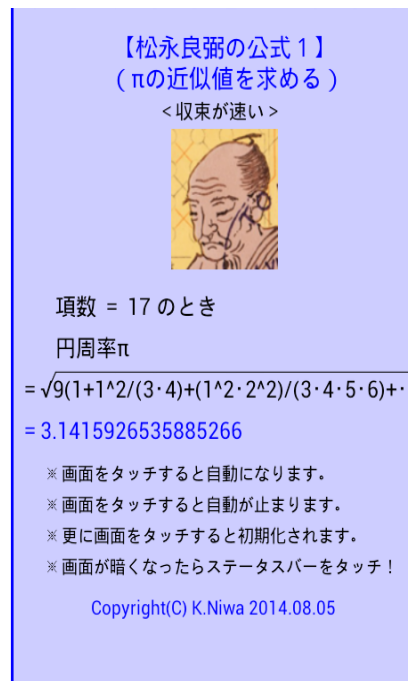 【松永良弼の公式１】
（πの近似値を求める）
＜収束が速い＞
項数 = 17 のとき
円周率π
=√9(1+1^2/(3·4)+(1^2·2^2)/(3·4·5·6)+·
= 3.1415926535885266
※画面をタッチすると自動になります。
※画面をタッチすると自動が止まります。
※更に画面をタッチすると初期化されます。
※画面が暗くなったらステータスバーをタッチ！
Copyright(C) K.Niwa 2014.08.05